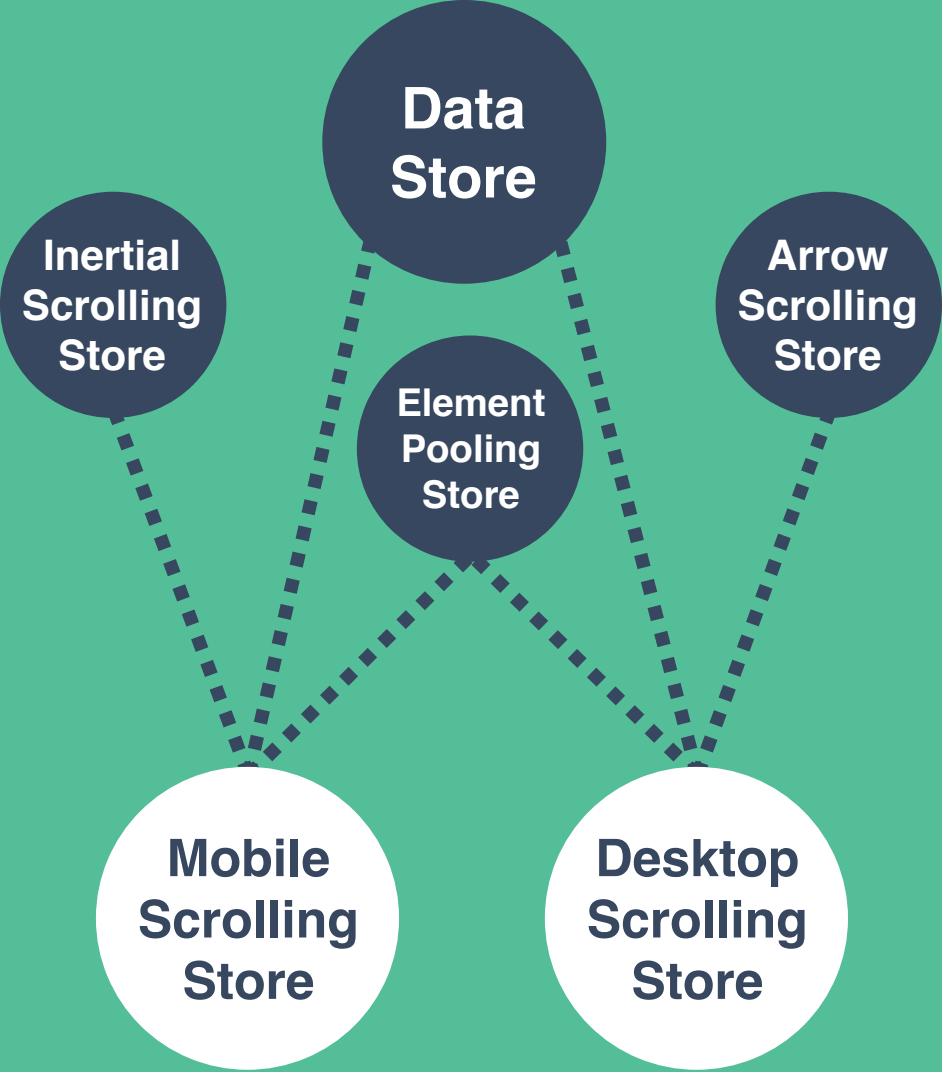 Data
Store
Inertial
Scrolling
Store
Arrow
Scrolling
Store
Element
Pooling
Store
Mobile
Scrolling
Store
Desktop
Scrolling
Store